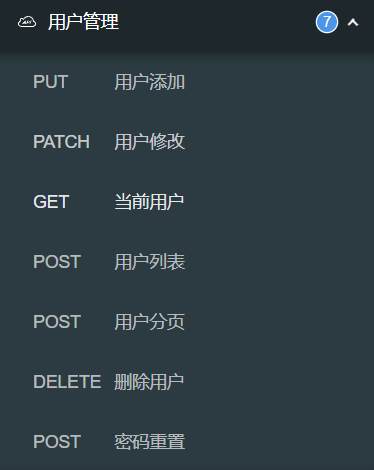 用户管理 7
PUT 用户添加
PATCH 用户修改
GET 当前用户
POST 用户列表
POST 用户分页
DELETE 删除用户
POST 密码重置